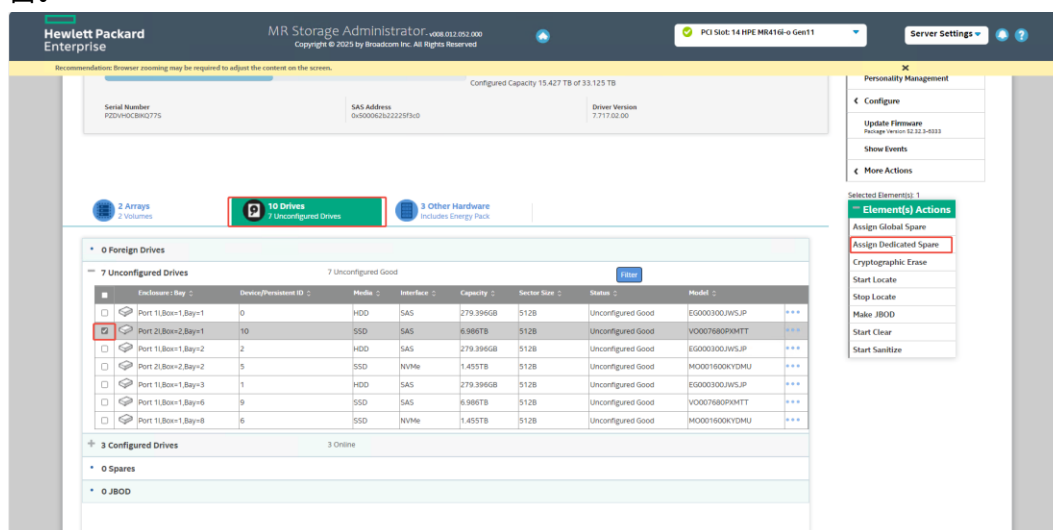 Hewlett Packard
Enterprise
MR Storage Administrator v008.012.052.000
Copyright © 2025 by Broadcom Inc. All Rights Reserved
PCI Slot: 14 HPE MR416i-o Gen11
Server Settings
Recommendation: Browser zooming may be required to adjust the content on the screen.
Configured Capacity 15.427 TB of 33.125 TB
Serial Number
SAS Address
0x500062b22225f3c0
Driver Version
7.717.02.00
Personality Management
Configure
Update Firmware
Package Version 52.32.3-6333
Show Events
More Actions
2 Arrays
2 Volumes
10 Drives
7 Unconfigured Drives
3 Other Hardware
Includes Energy Pack
Selected Element(s): 1
Element(s) Actions
Assign Global Spare
Assign Dedicated Spare
Cryptographic Erase
Start Locate
Stop Locate
Make JBOD
Start Clear
Start Sanitize
0 Foreign Drives
7 Unconfigured Drives 7 Unconfigured Good Filter
Enclosure : Bay Device/Persistent ID Media Interface Capacity Sector Size Status Model
Port 1I,Box=1,Bay=1 0 HDD SAS 279.396GB 512B Unconfigured Good EG000300JWSJP
Port 2I,Box=2,Bay=1 10 SSD SAS 6.986TB 512B Unconfigured Good VO007680PXMTT
Port 1I,Box=1,Bay=2 2 HDD SAS 279.396GB 512B Unconfigured Good EG000300JWSJP
Port 2I,Box=2,Bay=2 5 SSD NVMe 1.455TB 512B Unconfigured Good MO001600KYDMU
Port 1I,Box=1,Bay=3 1 HDD SAS 279.396GB 512B Unconfigured Good EG000300JWSJP
Port 1I,Box=1,Bay=6 9 SSD SAS 6.986TB 512B Unconfigured Good VO007680PXMTT
Port 1I,Box=1,Bay=8 6 SSD NVMe 1.455TB 512B Unconfigured Good MO001600KYDMU
3 Configured Drives 3 Online
0 Spares
0 JBOD